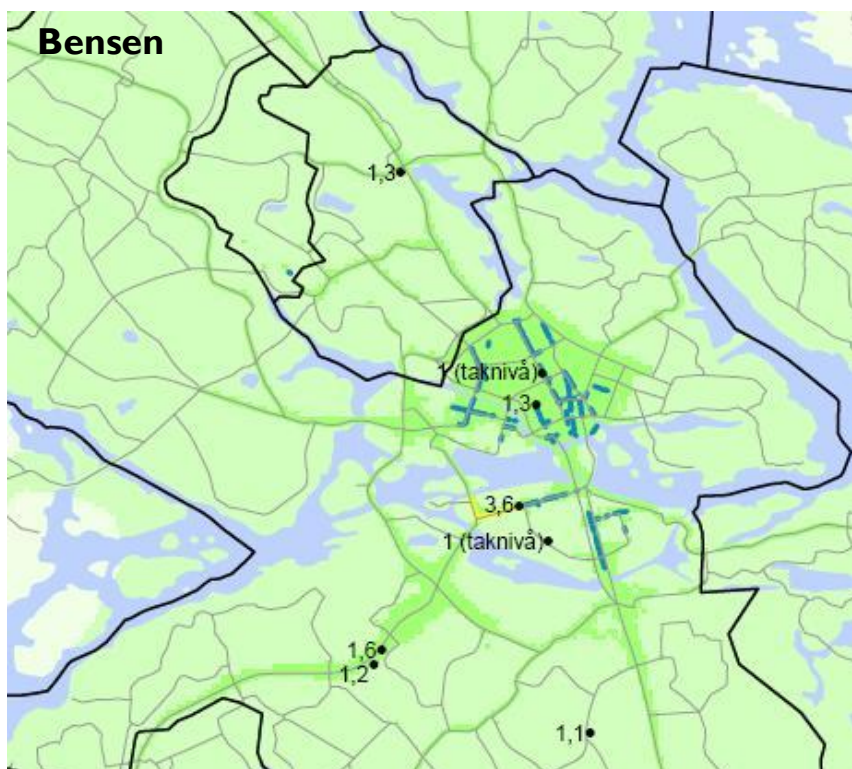 Bensen
1,3
1 (taknivå)
1,3
3,6
1 (taknivå)
1,6
1,2
1,1